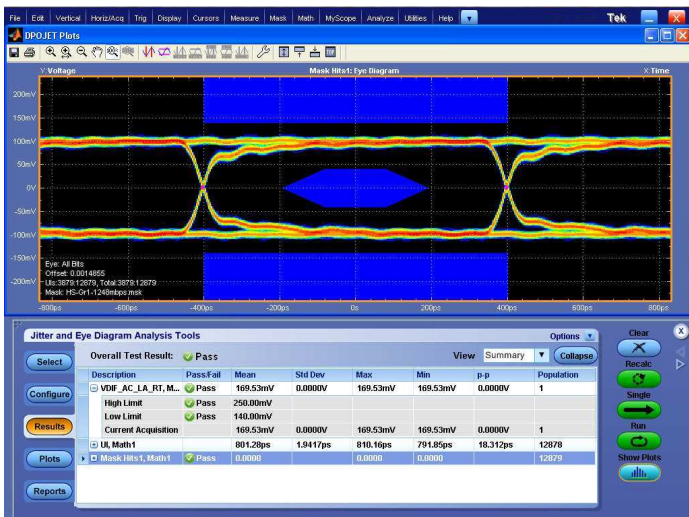 File Edit Vertical Horiz/Acq Trig Display Cursors Measure Mask Math MyScope Analyze Utilities Help Tek
DPOJET Plots
Y:Voltage Mask Hits1: Eye Diagram X:Time
200mV
150mV
100mV
50mV
0V
-50mV
-100mV
-150mV
-200mV
Eye: All Bits
Offset: 0.0014855
UIs:3879:12879, Total:3879:12879
Mask: HS-Gr1-1248mbps.msk
-800ps -600ps -400ps -200ps 0s 200ps 400ps 600ps 800ps
Jitter and Eye Diagram Analysis Tools Options Clear
Select Overall Test Result: Pass View Summary Collapse
Recalc
Description Pass/Fail Mean Std Dev Max Min p-p Population
VDIF_AC_LA_RT, M... Pass 169.53mV 0.0000V 169.53mV 169.53mV 0.0000V 1
Configure High Limit Pass 250.00mV
Single
Low Limit Pass 140.00mV
Results Current Acquisition 169.53mV 0.0000V 169.53mV 169.53mV 0.0000V 1
Run
UI, Math1 801.28ps 1.9417ps 810.16ps 791.85ps 18.312ps 12878
Plots Mask Hits1, Math1 Pass 0.0000 0.0000 0.0000 12879
Show Plots
Reports